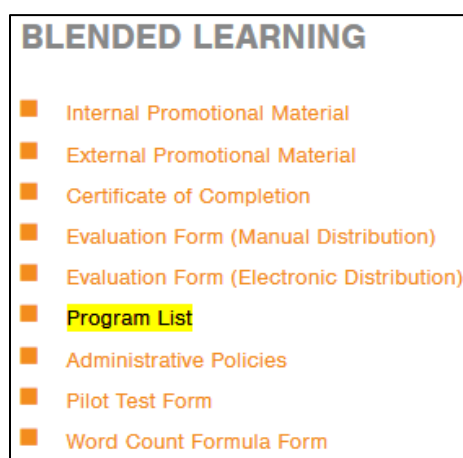 BLENDED LEARNING
Internal Promotional Material
External Promotional Material
Certificate of Completion
Evaluation Form (Manual Distribution)
Evaluation Form (Electronic Distribution)
Program List
Administrative Policies
Pilot Test Form
Word Count Formula Form